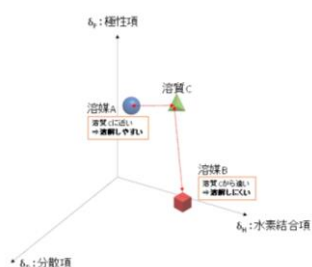 δₚ:種性項
溶質C
溶媒A
溶質Cに近い
⇒溶解しやすい
溶媒B
溶質Cから遠い
⇒溶解しにくい
δₕ:水素結合項
:分散項